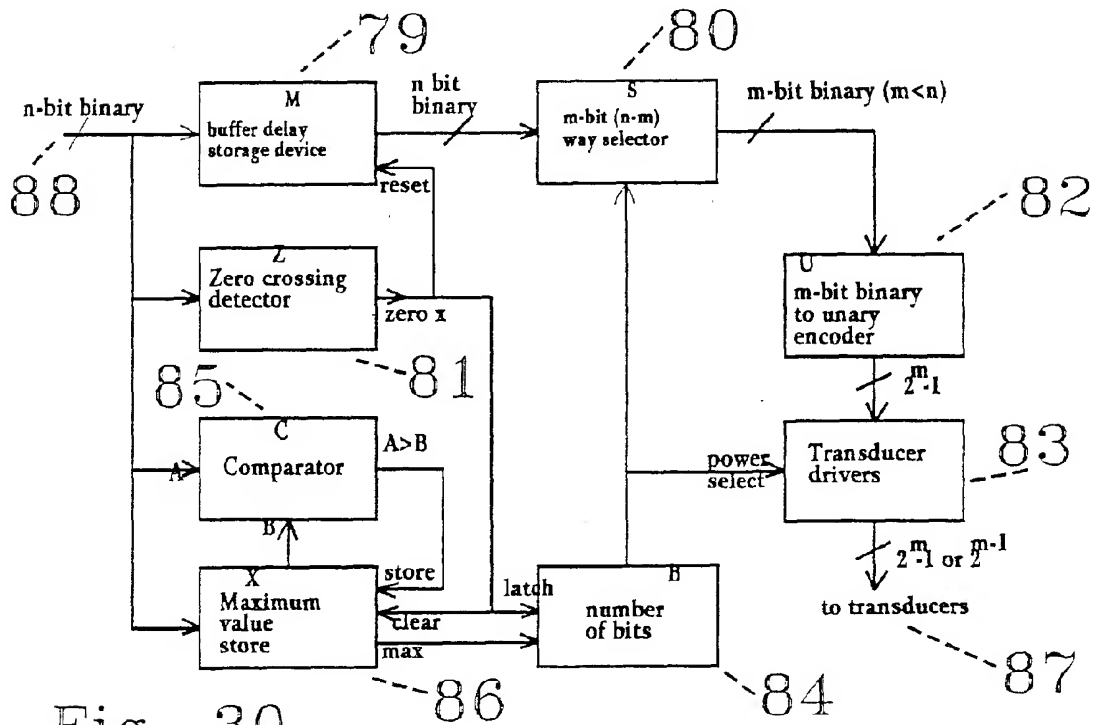 79
80
n-bit binary
M
buffer delay
storage device
n bit
binary
S
m-bit (n-m)
way selector
m-bit binary (m<n)
88
reset
82
Z
Zero crossing
detector
zero x
U
m-bit binary
to unary
encoder
85
81
2^m-1
C
Comparator
A
A>B
B
power
select
Transducer
drivers
83
X
Maximum
value
store
store
clear
max
latch
B
number
of bits
2^m-1 or 2^m-1
to transducers
86
84
87
Fig. 30